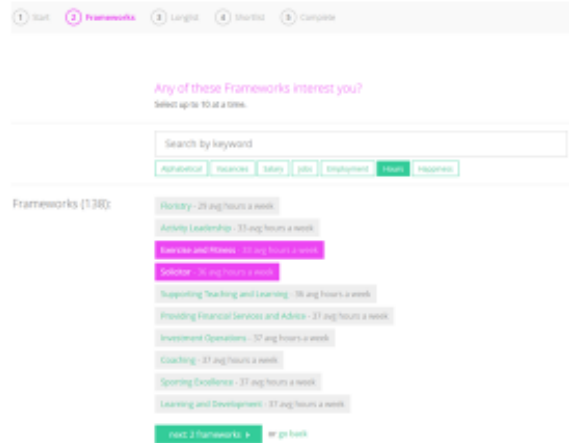 1 Start 2 Frameworks 3 Longlist 4 Shortlist 5 Complete
Any of these Frameworks interest you?
Select up to 10 at a time.
Search by keyword
Alphabetical Vacancies Salary Jobs Employment Hours Happiness
Frameworks (138):
Floristry - 29 avg hours a week
Activity Leadership - 33 avg hours a week
Exercise and Fitness - 33 avg hours a week
Solicitor - 36 avg hours a week
Supporting Teaching and Learning - 36 avg hours a week
Providing Financial Services and Advice - 37 avg hours a week
Investment Operations - 37 avg hours a week
Coaching - 37 avg hours a week
Sporting Excellence - 37 avg hours a week
Learning and Development - 37 avg hours a week
next: 2 frameworks or go back